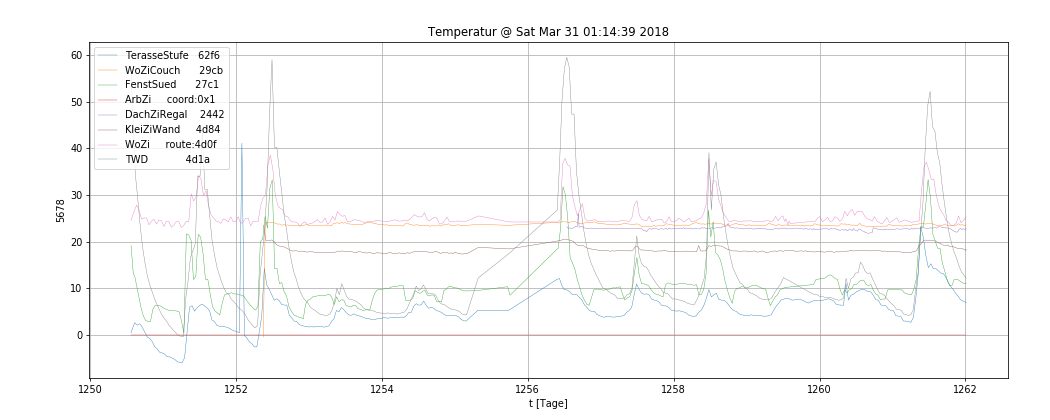 Temperatur @ Sat Mar 31 01:14:39 2018
60
50
40
30
20
10
0
5678
TerasseStufe 62f6
WoZiCouch 29cb
FenstSued 27c1
ArbZi coord:0x1
DachZiRegal 2442
KleiZiWand 4d84
WoZi route:4d0f
TWD 4d1a
1250 1252 1254 1256 1258 1260 1262
t [Tage]